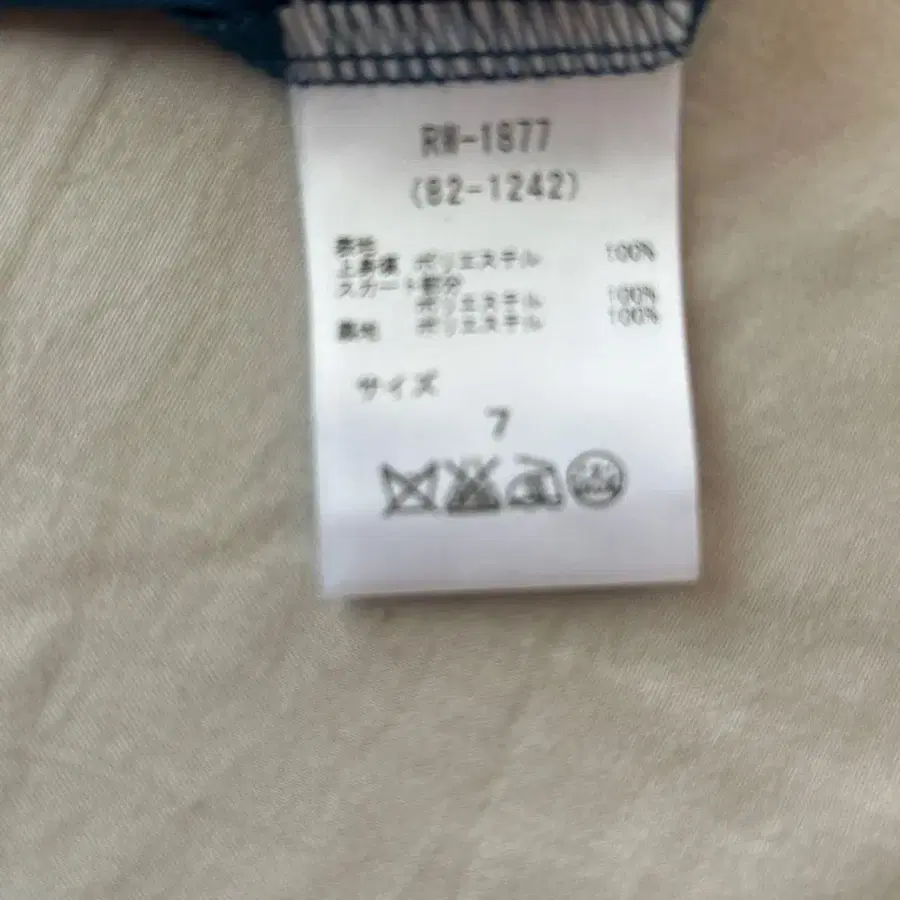 RW-1877
(82-1242)
表地
上身頃 ポリエステル 100%
スカート部分
ポリエステル 100%
裏地 ポリエステル 100%
サイズ
7